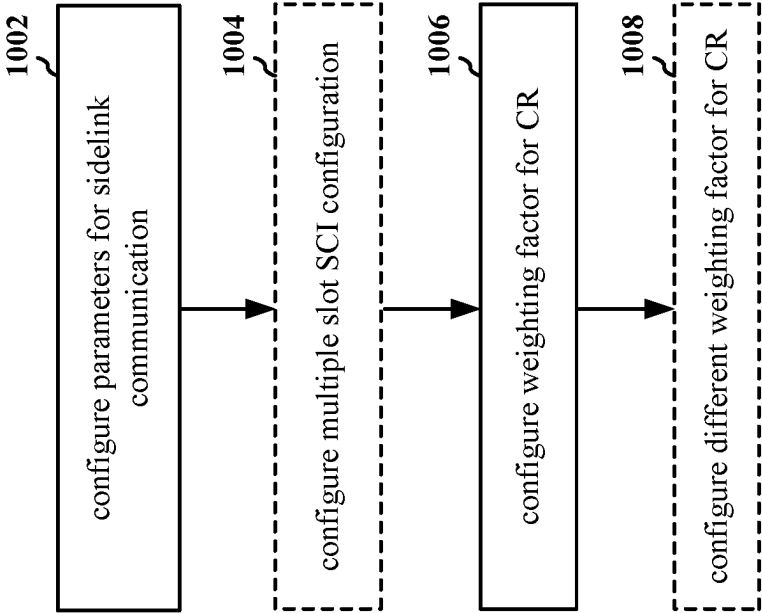 1002
configure parameters for sidelink
communication
1004
configure multiple slot SCI configuration
1006
configure weighting factor for CR
1008
configure different weighting factor for CR